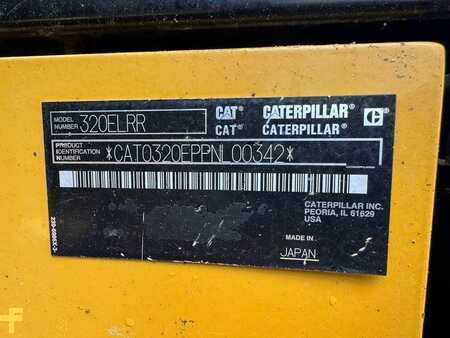 MODEL NUMBER 320ELRR
CAT CATERPILLAR C
CAT® CATERPILLAR®
PRODUCT IDENTIFICATION NUMBER *CAT0320EPPNL00342*
CATERPILLAR INC.
PEORIA, IL 61629
USA
MADE IN
JAPAN